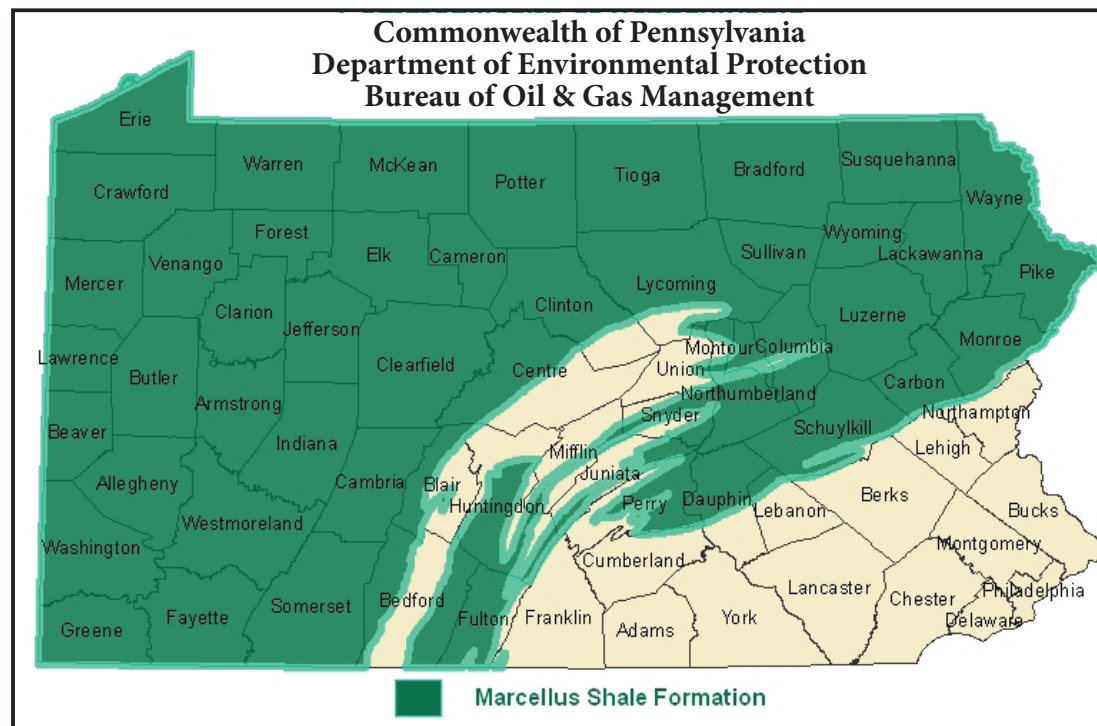 Commonwealth of Pennsylvania
Department of Environmental Protection
Bureau of Oil & Gas Management
Erie
Warren
McKean
Potter
Tioga
Bradford
Susquehanna
Crawford
Wayne
Forest
Elk
Cameron
Sullivan
Wyoming
Lackawanna
Venango
Mercer
Pike
Clarion
Jefferson
Clinton
Lycoming
Luzerne
Monroe
Lawrence
Butler
Clearfield
Centre
Montour
Columbia
Union
Carbon
Armstrong
Northumberland
Northampton
Snyder
Schuylkill
Beaver
Indiana
Mifflin
Lehigh
Allegheny
Cambria
Blair
Juniata
Huntingdon
Perry
Dauphin
Berks
Lebanon
Bucks
Westmoreland
Washington
Montgomery
Cumberland
Lancaster
Philadelphia
Bedford
Somerset
Fayette
Fulton
Franklin
Chester
York
Adams
Delaware
Greene
Marcellus Shale Formation